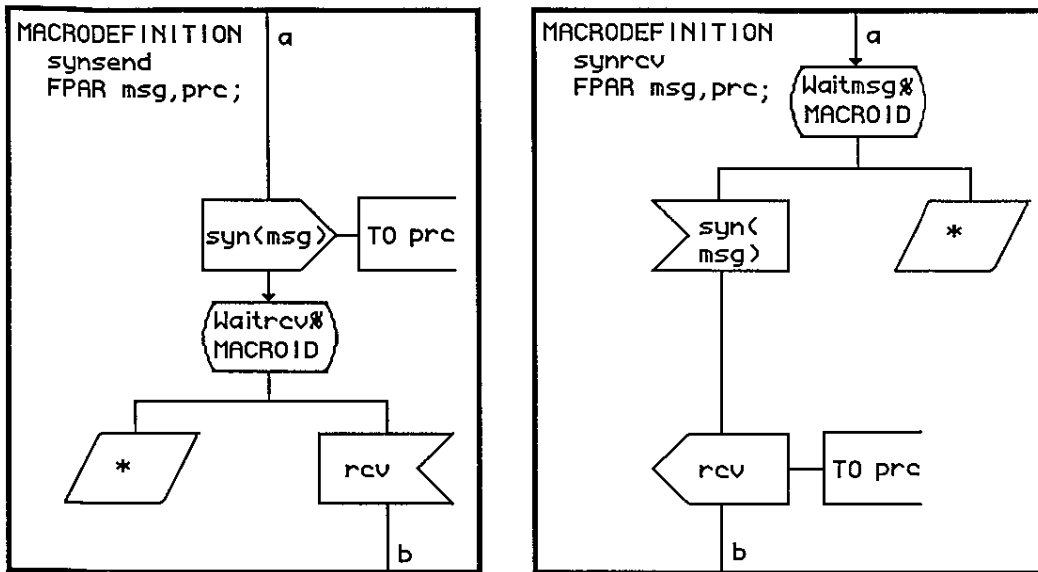 MACRODEFINITION
synsend
FPAR msg,prc;
a
syn(msg)
TO prc
Waitrcv%
MACROID
*
rcv
b
MACRODEFINITION
synrcv
FPAR msg,prc;
a
Waitmsg%
MACROID
syn(
msg)
*
rcv
TO prc
b